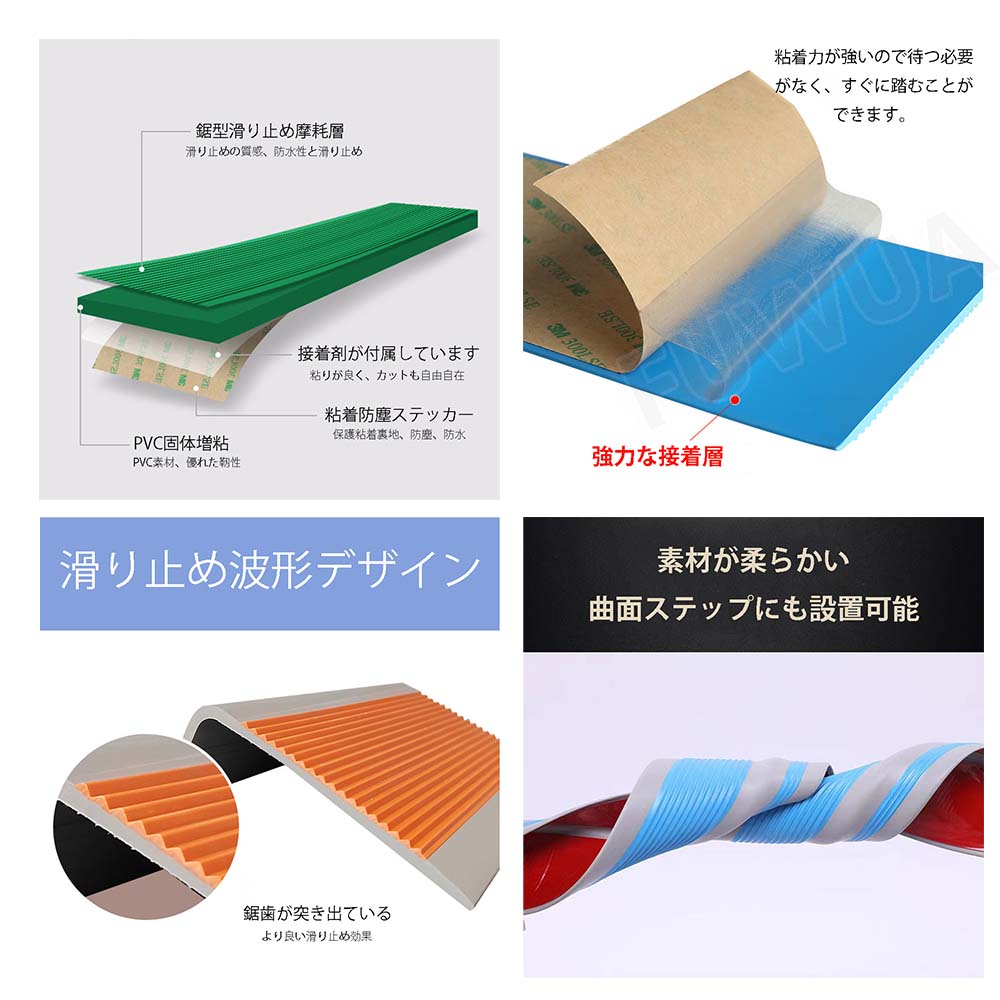 鋸型滑り止め摩耗層
滑り止めの質感、防水性と滑り止め
接着剤が付属しています
粘りが良く、カットも自由自在
粘着防塵ステッカー
保護粘着裏地、防塵、防水
PVC固体増粘
PVC素材、優れた靭性
粘着力が強いので待つ必要
がなく、すぐに踏むことが
できます。
FUWUA
強力な接着層
滑り止め波形デザイン
鋸歯が突き出ている
より良い滑り止め効果
素材が柔らかい
曲面ステップにも設置可能